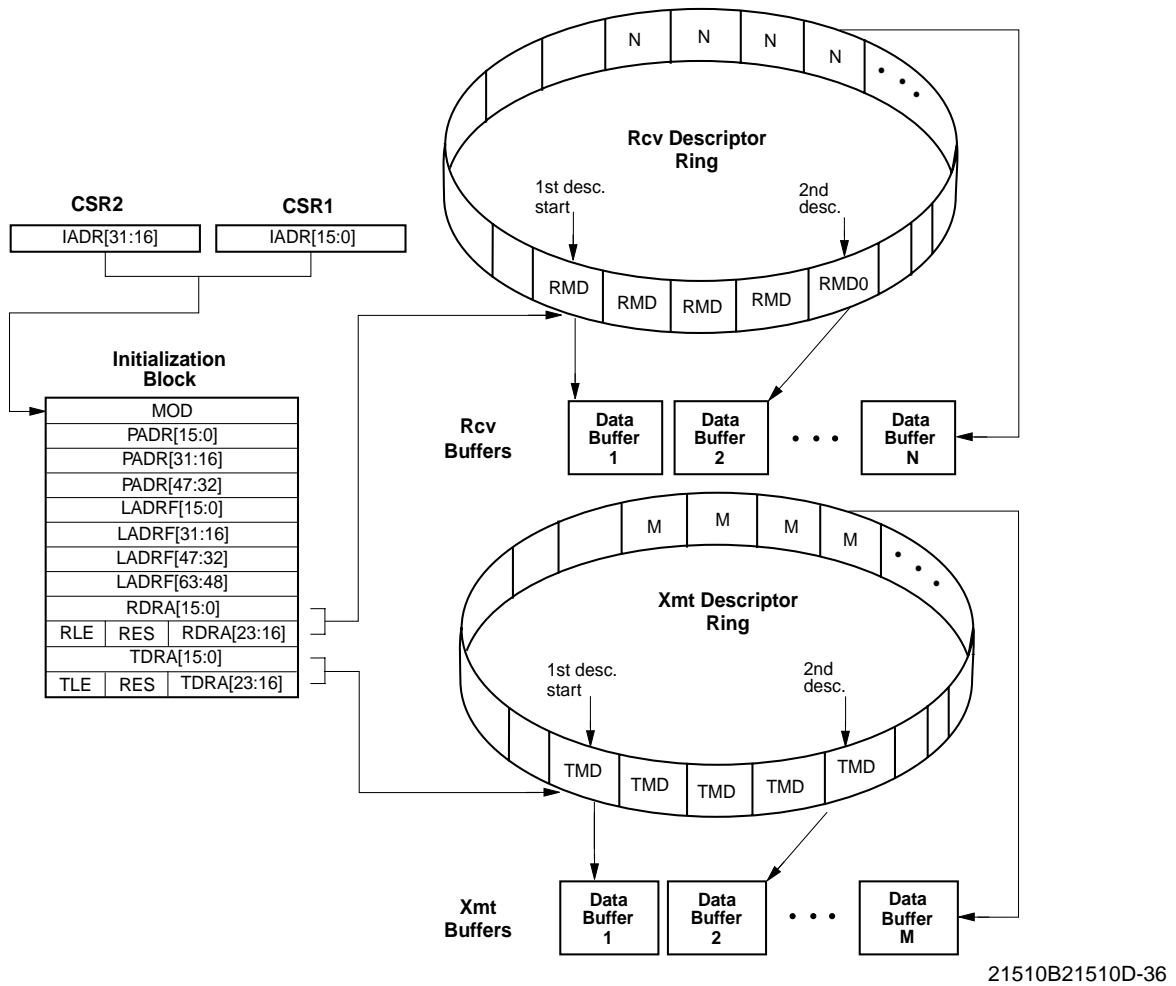 N N N N
Rcv Descriptor
Ring
1st desc.
start
2nd
desc.
CSR2 CSR1
IADR[31:16] IADR[15:0]
RMD RMD RMD RMD RMD0
Initialization
Block
MOD
PADR[15:0]
PADR[31:16]
PADR[47:32]
LADRF[15:0]
LADRF[31:16]
LADRF[47:32]
LADRF[63:48]
RDRA[15:0]
RLE RES RDRA[23:16]
TDRA[15:0]
TLE RES TDRA[23:16]
Rcv
Buffers
Data
Buffer
1
Data
Buffer
2
• • •
Data
Buffer
N
M M M M
Xmt Descriptor
Ring
1st desc.
start
2nd
desc.
TMD TMD TMD TMD TMD
Xmt
Buffers
Data
Buffer
1
Data
Buffer
2
• • •
Data
Buffer
M
21510B21510D-36